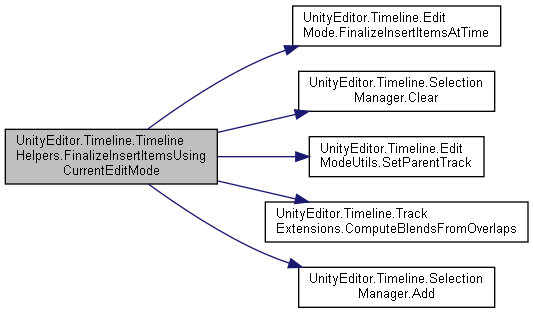 UnityEditor.Timeline.Edit
Mode.FinalizeInsertItemsAtTime
UnityEditor.Timeline.Selection
Manager.Clear
UnityEditor.Timeline.Timeline
Helpers.FinalizeInsertItemsUsing
CurrentEditMode
UnityEditor.Timeline.Edit
ModeUtils.SetParentTrack
UnityEditor.Timeline.Track
Extensions.ComputeBlendsFromOverlaps
UnityEditor.Timeline.Selection
Manager.Add